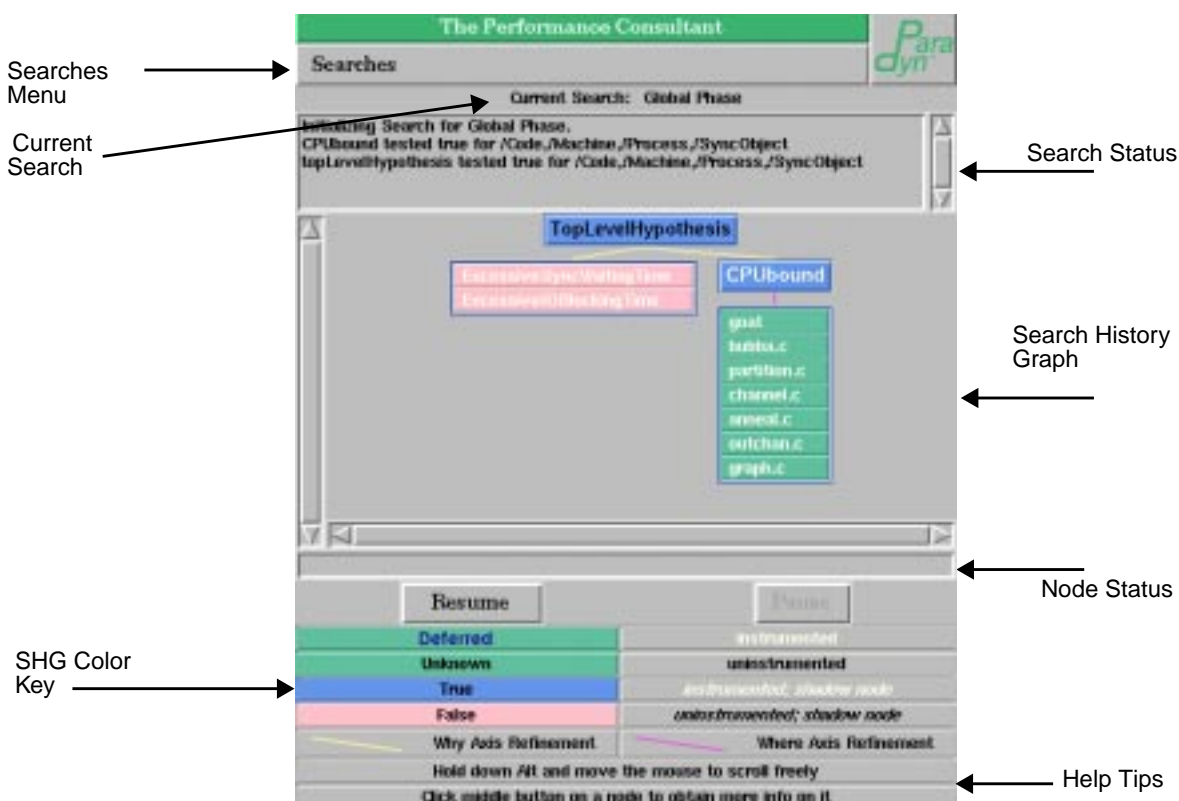 The Performance Consultant
Para
dyn
Searches
Menu
Searches
Current Search: Global Phase
Current
Search
Initializing Search for Global Phase.
CPUbound tested true for /Code,/Machine,/Process,/SyncObject
topLevelHypothesis tested true for /Code,/Machine,/Process,/SyncObject
Search Status
TopLevelHypothesis
ExcessiveSyncWaitingTime
ExcessiveIOBlockingTime
CPUbound
goat
bubba.c
partition.c
channel.c
anneal.c
outchan.c
graph.c
Search History
Graph
Node Status
Resume
Pause
SHG Color
Key
Deferred
instrumented
Unknown
uninstrumented
True
instrumented; shadow node
False
uninstrumented; shadow node
Why Axis Refinement
Where Axis Refinement
Hold down Alt and move the mouse to scroll freely
Click middle button on a node to obtain more info on it
Help Tips